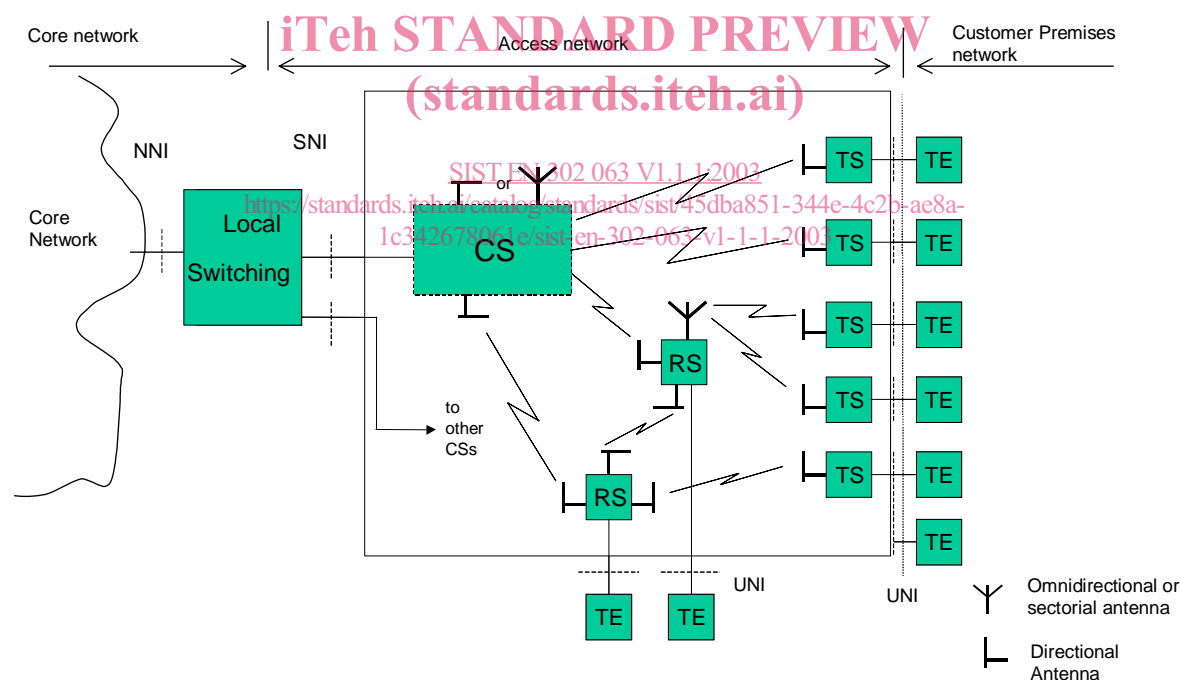 iTeh STANDARD PREVIEW
(standards.iteh.ai)
SIST EN 302 063 V1.1.1:2003
https://standards.iteh.ai/catalog/standards/sist/45dba851-344e-4c2b-ae8a-
1c342678061e/sist-en-302-063-v1-1-1-2003
Core network
Access network
Customer Premises
network
NNI
SNI
Core
Network
Local
Switching
or
CS
TS
TE
TS
TE
TS
TE
RS
TS
TE
to
other
CSs
TS
TE
RS
TE
UNI
UNI
TE
TE
Omnidirectional or
sectorial antenna
Directional
Antenna